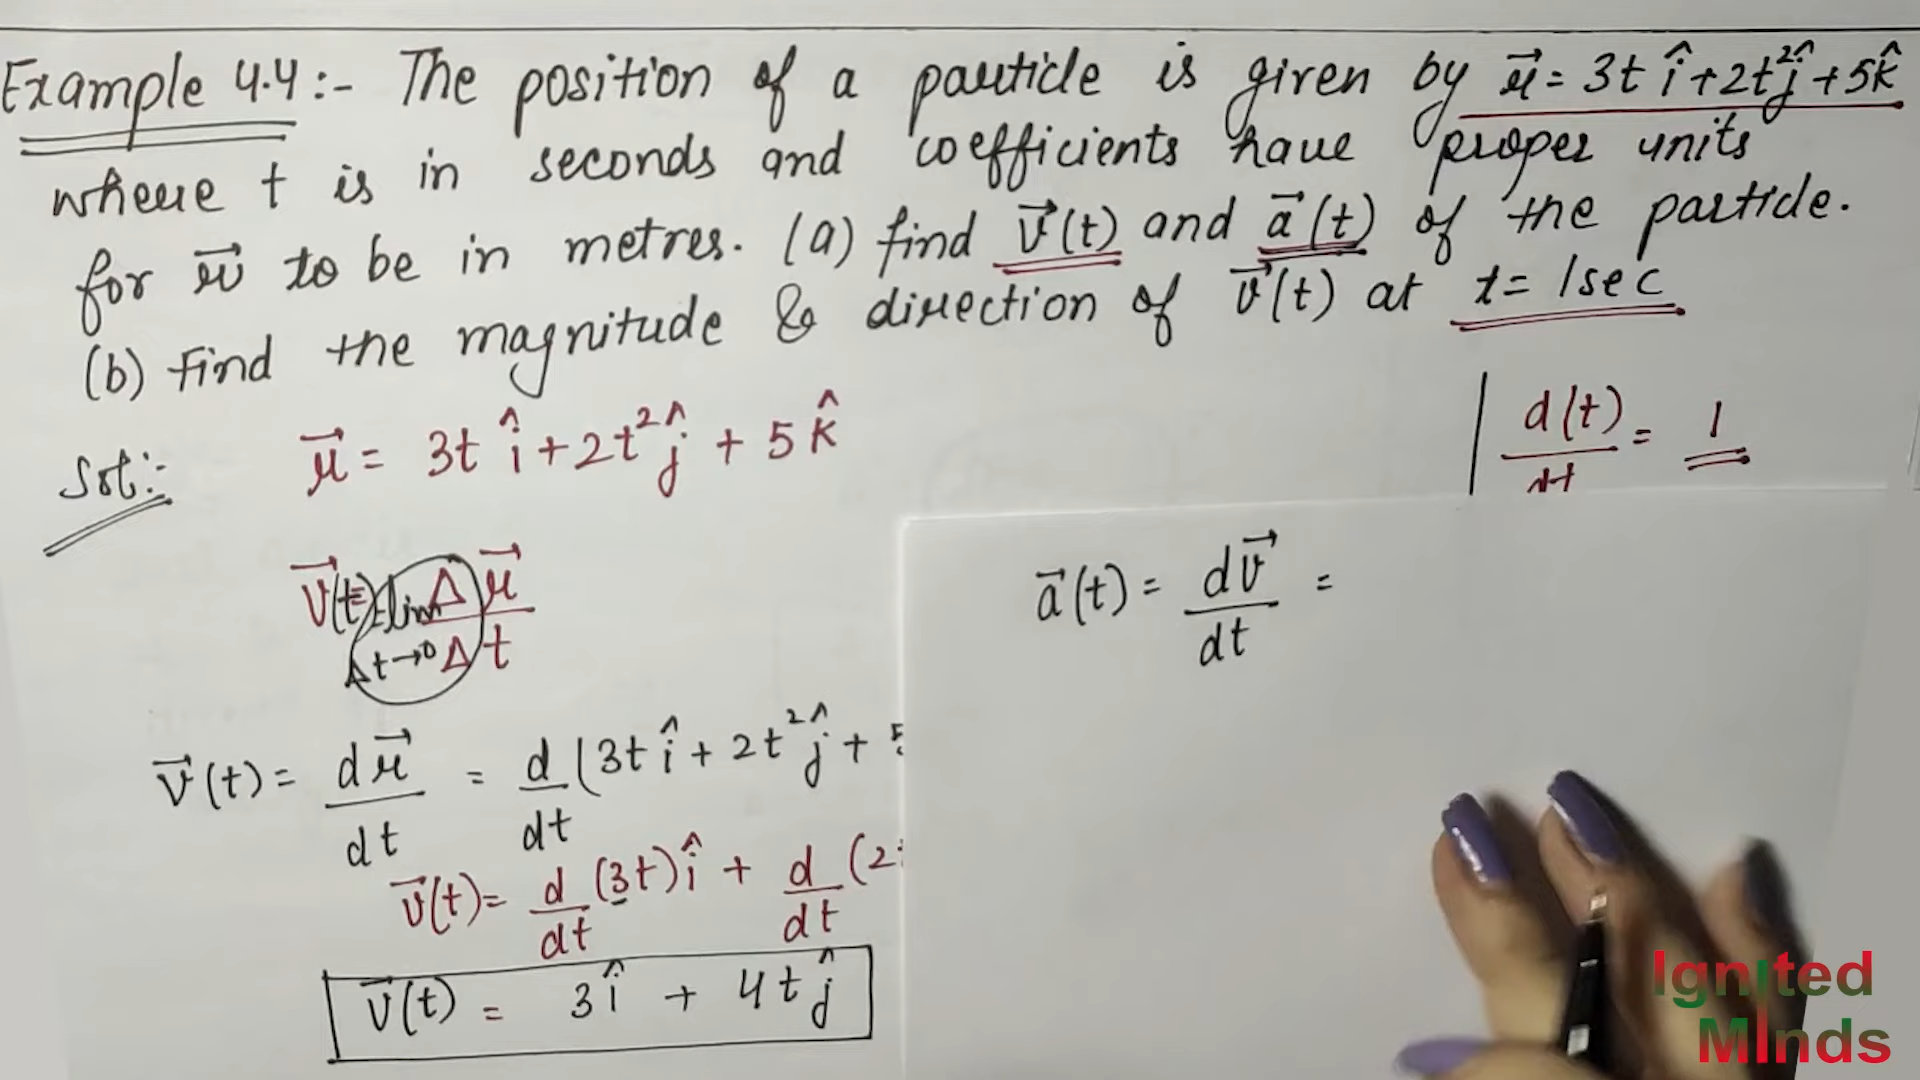 Example 4.4:- The position of a particle is given by r⃗ = 3t î + 2t² ĵ + 5k̂
where t is in seconds and coefficients have proper units
for r⃗ to be in metres. (a) find v⃗(t) and a⃗(t) of the particle.
(b) Find the magnitude & direction of v⃗(t) at t = 1sec
Sol:-
r⃗ = 3t î + 2t² ĵ + 5 k̂
d(t)/dt = 1
v⃗(t) = lim Δt→0 Δr⃗/Δt
a⃗(t) = dv⃗/dt =
v⃗(t) = dr⃗/dt = d/dt (3t î + 2t² ĵ + 5
v⃗(t) = d/dt (3t) î + d/dt (2
v⃗(t) = 3 î + 4 t ĵ
Ignited
Minds